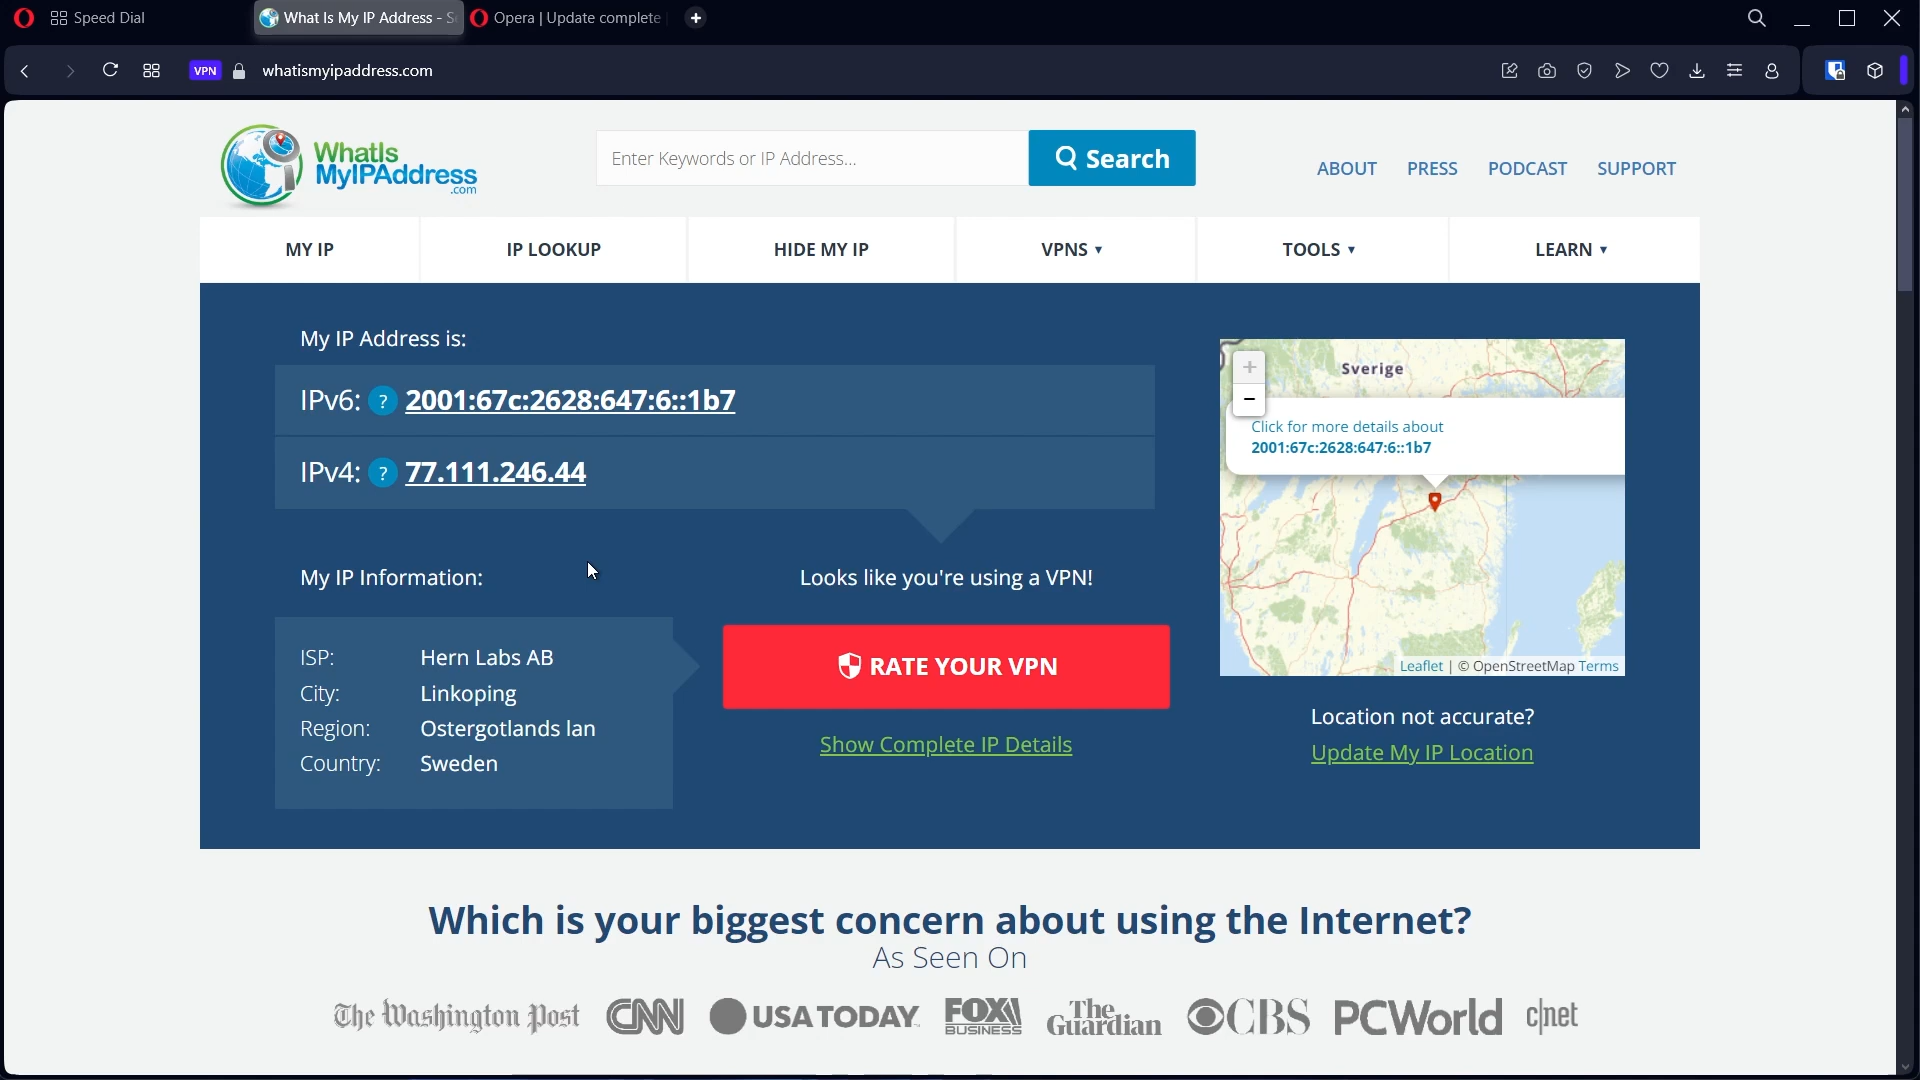 Speed Dial
What Is My IP Address - S
Opera | Update complete
VPN
whatismyipaddress.com
WhatIs
MyIPAddress
.com
Enter Keywords or IP Address...
Search
ABOUT
PRESS
PODCAST
SUPPORT
MY IP
IP LOOKUP
HIDE MY IP
VPNS ▾
TOOLS ▾
LEARN ▾
My IP Address is:
IPv6: ? 2001:67c:2628:647:6::1b7
IPv4: ? 77.111.246.44
My IP Information:
ISP: Hern Labs AB
City: Linkoping
Region: Ostergotlands lan
Country: Sweden
Looks like you're using a VPN!
RATE YOUR VPN
Show Complete IP Details
+
−
Sverige
Click for more details about
2001:67c:2628:647:6::1b7
Leaflet | © OpenStreetMap Terms
Location not accurate?
Update My IP Location
Which is your biggest concern about using the Internet?
As Seen On
The Washington Post
CNN
USA TODAY
FOX
BUSINESS
The
Guardian
CBS
PCWorld
c|net